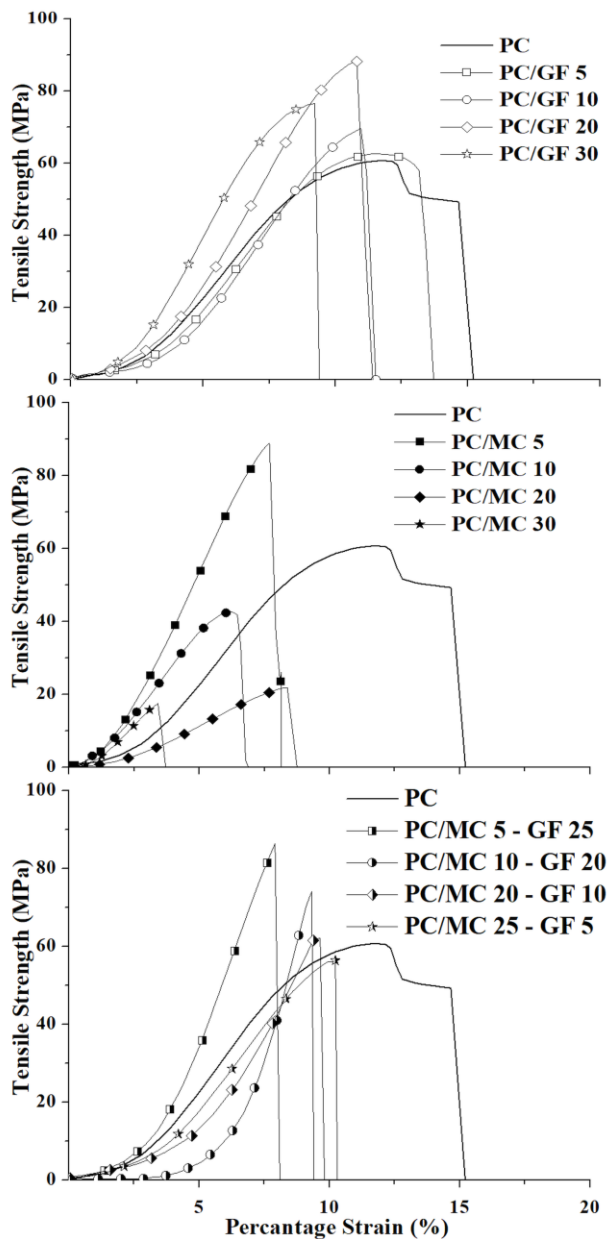 100
80
60
40
20
0
Tensile Strength (MPa)
PC
PC/GF 5
PC/GF 10
PC/GF 20
PC/GF 30
100
80
60
40
20
0
Tensile Strength (MPa)
PC
PC/MC 5
PC/MC 10
PC/MC 20
PC/MC 30
100
80
60
40
20
0
Tensile Strength (MPa)
PC
PC/MC 5 - GF 25
PC/MC 10 - GF 20
PC/MC 20 - GF 10
PC/MC 25 - GF 5
5 10 15 20
Percantage Strain (%)